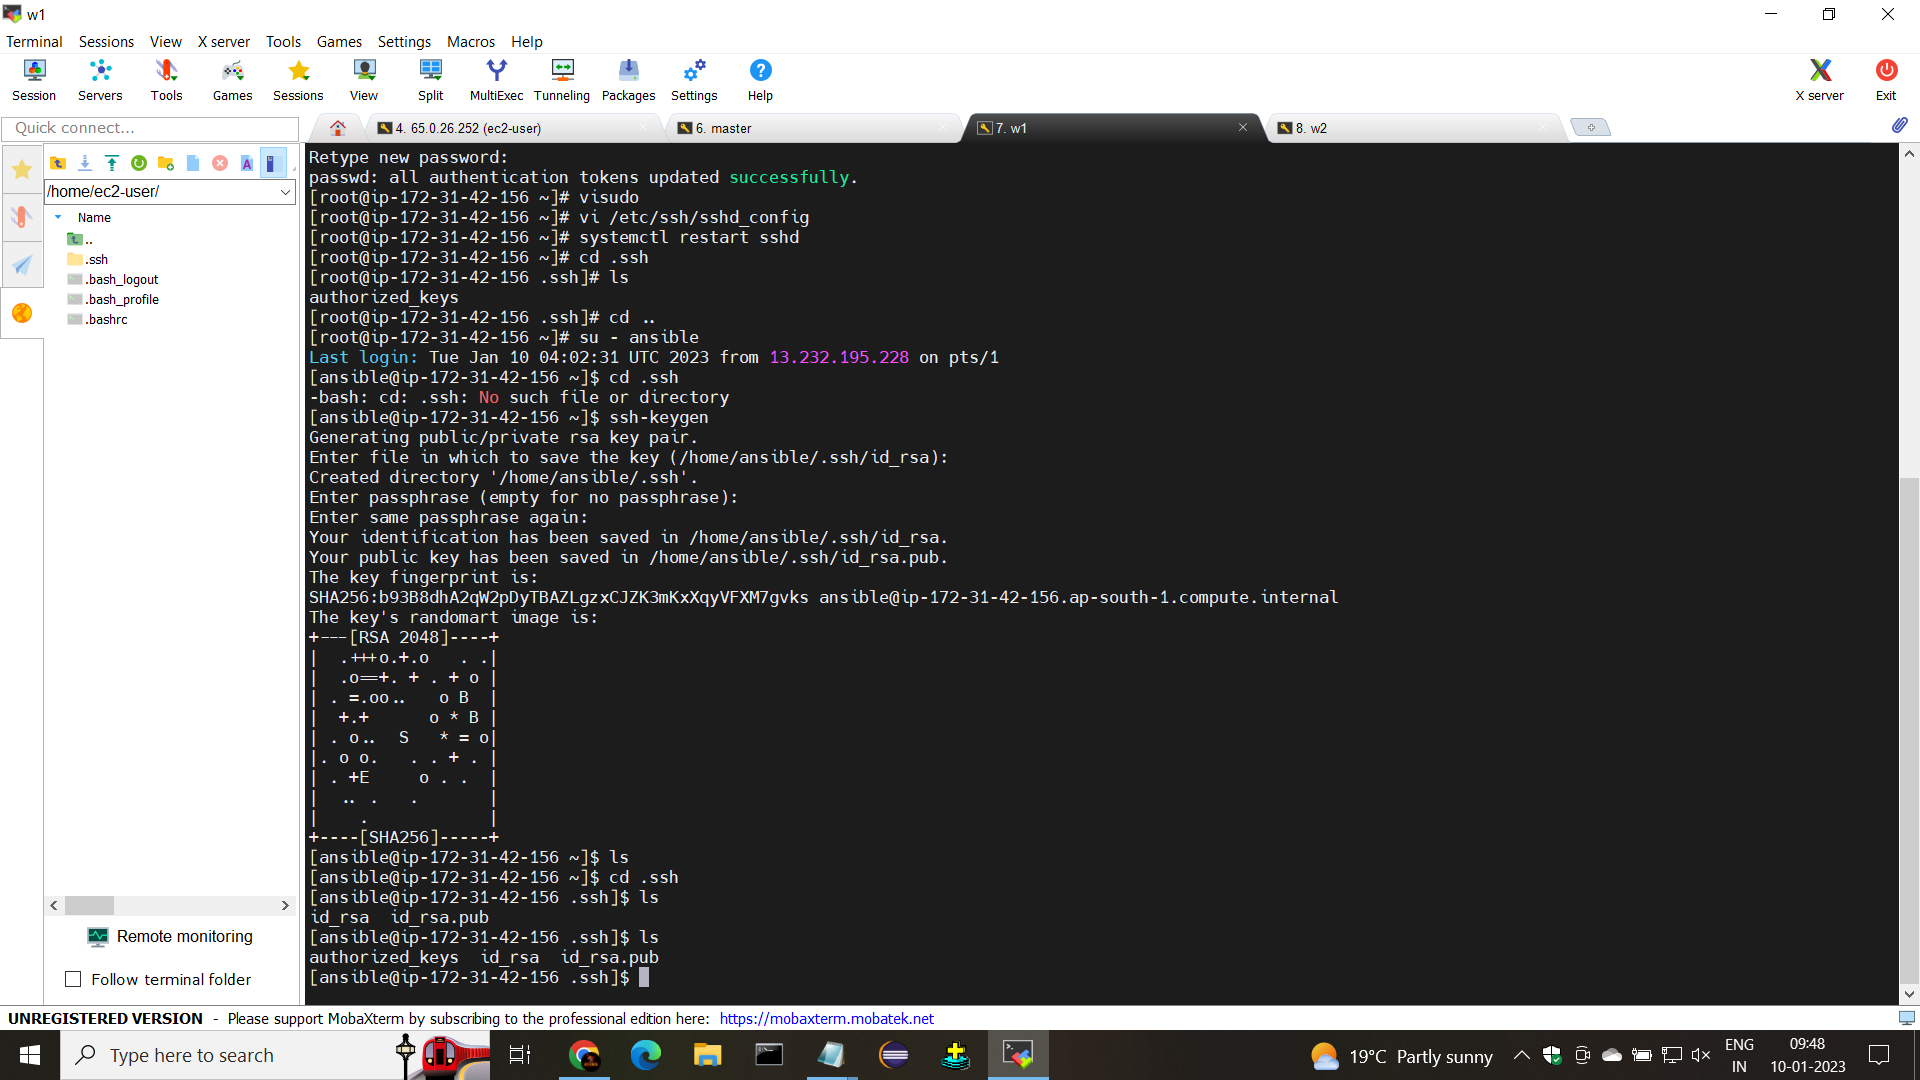 w1
Terminal Sessions View X server Tools Games Settings Macros Help
Session Servers Tools Games Sessions View Split MultiExec Tunneling Packages Settings Help X server Exit
Quick connect...
4. 65.0.26.252 (ec2-user)
6. master
7. w1
8. w2
/home/ec2-user/
Name
..
.ssh
.bash_logout
.bash_profile
.bashrc
Remote monitoring
Follow terminal folder
Retype new password:
passwd: all authentication tokens updated successfully.
[root@ip-172-31-42-156 ~]# visudo
[root@ip-172-31-42-156 ~]# vi /etc/ssh/sshd_config
[root@ip-172-31-42-156 ~]# systemctl restart sshd
[root@ip-172-31-42-156 ~]# cd .ssh
[root@ip-172-31-42-156 .ssh]# ls
authorized_keys
[root@ip-172-31-42-156 .ssh]# cd ..
[root@ip-172-31-42-156 ~]# su - ansible
Last login: Tue Jan 10 04:02:31 UTC 2023 from 13.232.195.228 on pts/1
[ansible@ip-172-31-42-156 ~]$ cd .ssh
-bash: cd: .ssh: No such file or directory
[ansible@ip-172-31-42-156 ~]$ ssh-keygen
Generating public/private rsa key pair.
Enter file in which to save the key (/home/ansible/.ssh/id_rsa):
Created directory '/home/ansible/.ssh'.
Enter passphrase (empty for no passphrase):
Enter same passphrase again:
Your identification has been saved in /home/ansible/.ssh/id_rsa.
Your public key has been saved in /home/ansible/.ssh/id_rsa.pub.
The key fingerprint is:
SHA256:b93B8dhA2qW2pDyTBAZLgzxCJZK3mKxXqyVFXM7gvks ansible@ip-172-31-42-156.ap-south-1.compute.internal
The key's randomart image is:
+---[RSA 2048]----+
|  .+++o.+.o   . .|
|  .o==+. + . + o |
| . =.oo..   o B  |
|  +.+      o * B |
| . o..  S   * = o|
|. o o.   . . + . |
| . +E     o . .  |
|   .. .   .       |
|     .            |
+----[SHA256]-----+
[ansible@ip-172-31-42-156 ~]$ ls
[ansible@ip-172-31-42-156 ~]$ cd .ssh
[ansible@ip-172-31-42-156 .ssh]$ ls
id_rsa  id_rsa.pub
[ansible@ip-172-31-42-156 .ssh]$ ls
authorized_keys  id_rsa  id_rsa.pub
[ansible@ip-172-31-42-156 .ssh]$
UNREGISTERED VERSION - Please support MobaXterm by subscribing to the professional edition here: https://mobaxterm.mobatek.net
Type here to search
19°C Partly sunny
ENG
IN
09:48
10-01-2023